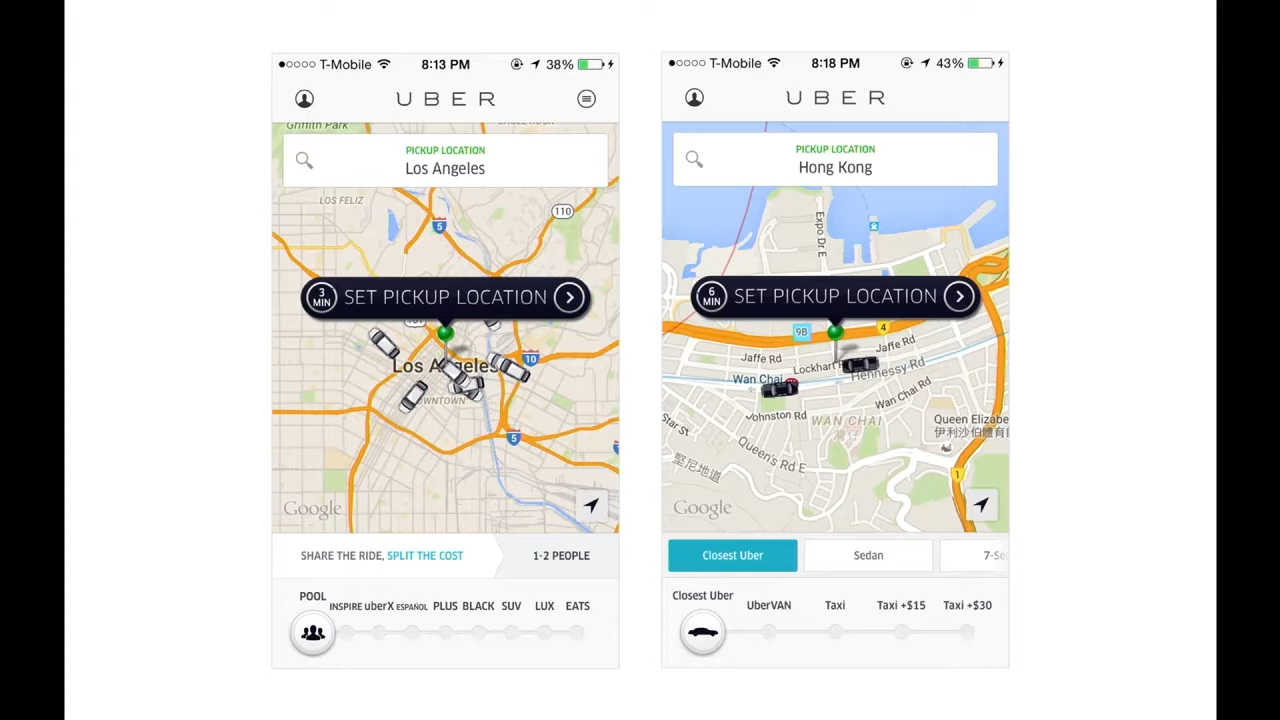 T-Mobile 8:13 PM 38%
UBER
Griffith Park
PICKUP LOCATION
Los Angeles
LOS FELIZ
110
5
3 MIN SET PICKUP LOCATION
10
Los Angeles
DOWNTOWN
5
Google
SHARE THE RIDE, SPLIT THE COST 1-2 PEOPLE
POOL INSPIRE uberX ESPAÑOL PLUS BLACK SUV LUX EATS
T-Mobile 8:18 PM 43%
UBER
PICKUP LOCATION
Hong Kong
Expo Dr E
6 MIN SET PICKUP LOCATION
9B 4
Jaffe Rd Jaffe Rd
Lockhart
Hennessy Rd
Wan Chai
Wan Chai Rd
Johnston Rd
WAN CHAI
灣仔
Star St
Queen's Rd E
Queen Elizabe
伊利沙伯體育
堅尼地道
1
Google
Closest Uber Sedan 7-Se
Closest Uber UberVAN Taxi Taxi +$15 Taxi +$30